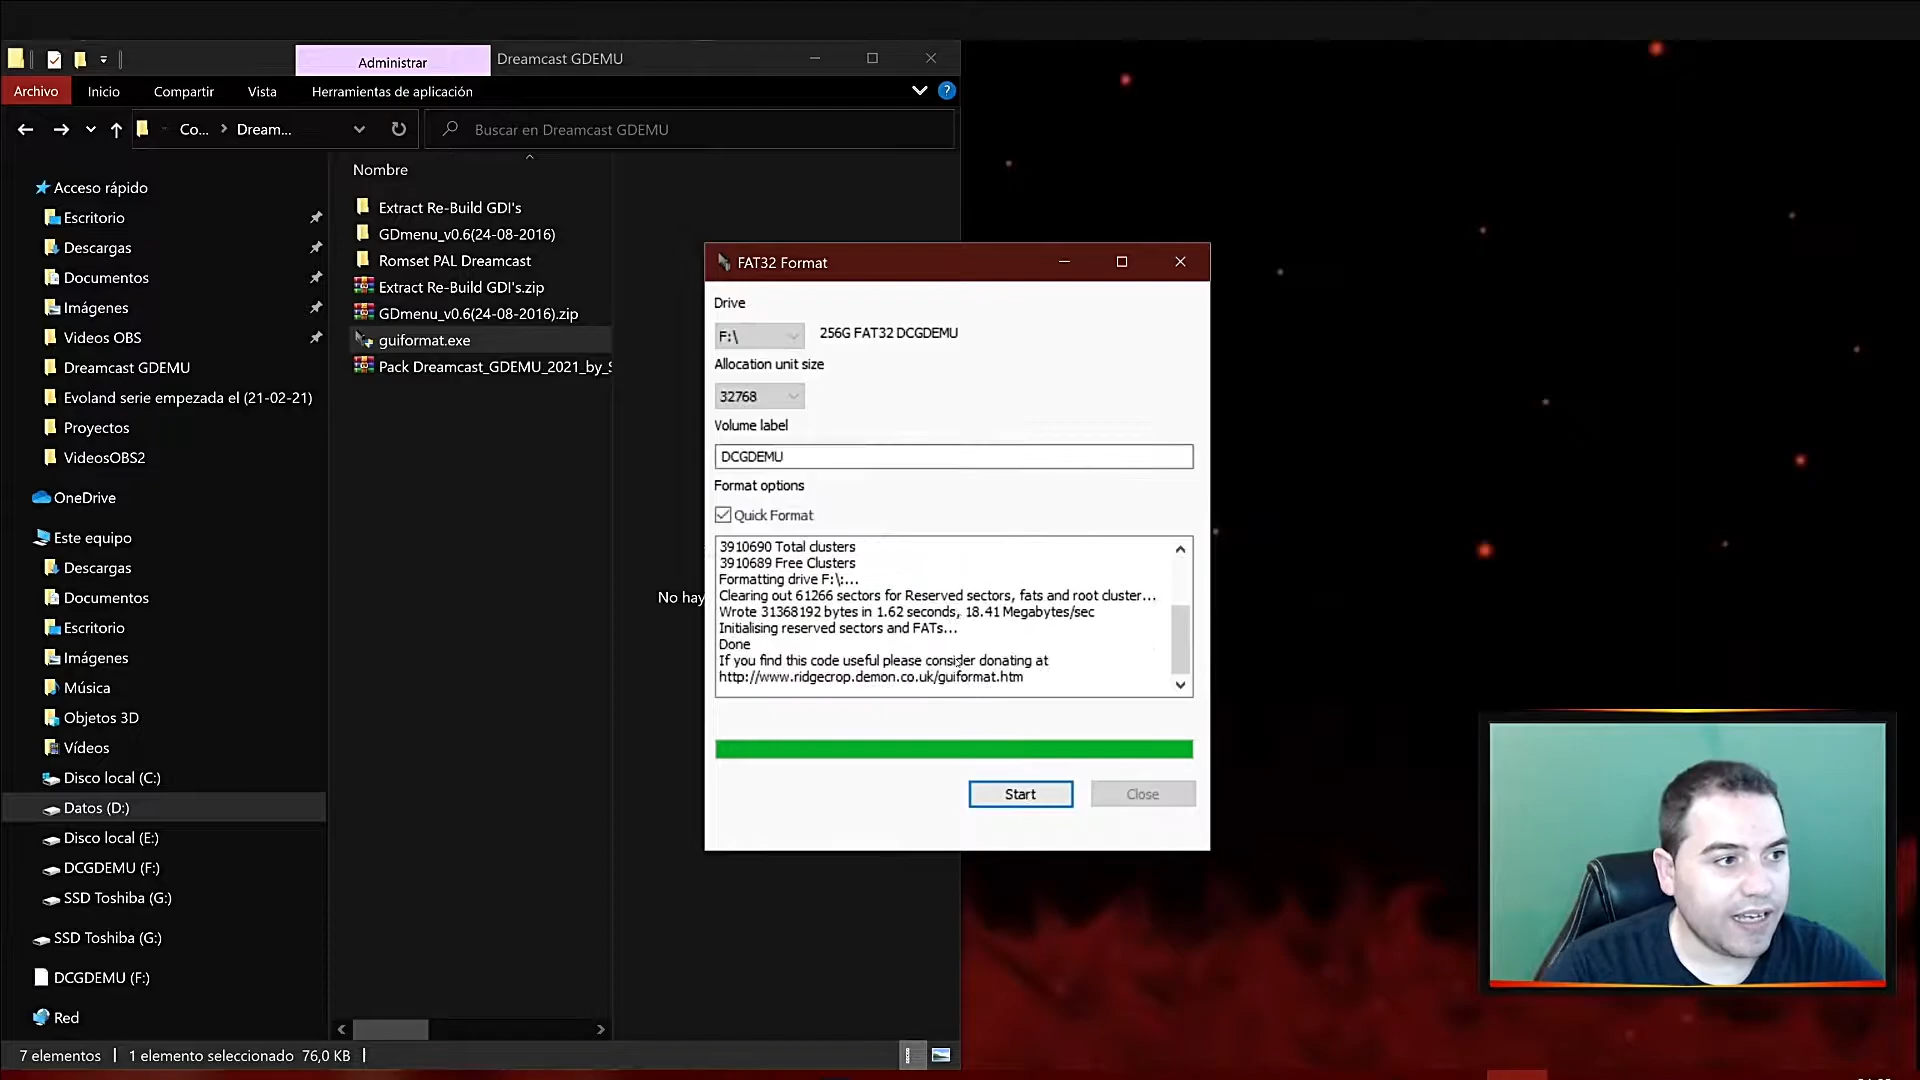 Administrar
Dreamcast GDEMU
Archivo
Inicio
Compartir
Vista
Herramientas de aplicación
?
Co...
Dream...
Buscar en Dreamcast GDEMU
Acceso rápido
Escritorio
Descargas
Documentos
Imágenes
Videos OBS
Dreamcast GDEMU
Evoland serie empezada el (21-02-21)
Proyectos
VideosOBS2
OneDrive
Este equipo
Descargas
Documentos
Escritorio
Imágenes
Música
Objetos 3D
Vídeos
Disco local (C:)
Datos (D:)
Disco local (E:)
DCGDEMU (F:)
SSD Toshiba (G:)
SSD Toshiba (G:)
DCGDEMU (F:)
Red
Nombre
Extract Re-Build GDI's
GDmenu_v0.6(24-08-2016)
Romset PAL Dreamcast
Extract Re-Build GDI's.zip
GDmenu_v0.6(24-08-2016).zip
guiformat.exe
Pack Dreamcast_GDEMU_2021_by_S
No hay
FAT32 Format
Drive
F:\
256G FAT32 DCGDEMU
Allocation unit size
32768
Volume label
DCGDEMU
Format options
Quick Format
3910690 Total clusters
3910689 Free Clusters
Formatting drive F:\:...
Clearing out 61266 sectors for Reserved sectors, fats and root cluster...
Wrote 31368192 bytes in 1.62 seconds, 18.41 Megabytes/sec
Initialising reserved sectors and FATs...
Done
If you find this code useful please consider donating at
http://www.ridgecrop.demon.co.uk/guiformat.htm
Start
Close
7 elementos
1 elemento seleccionado 76,0 KB